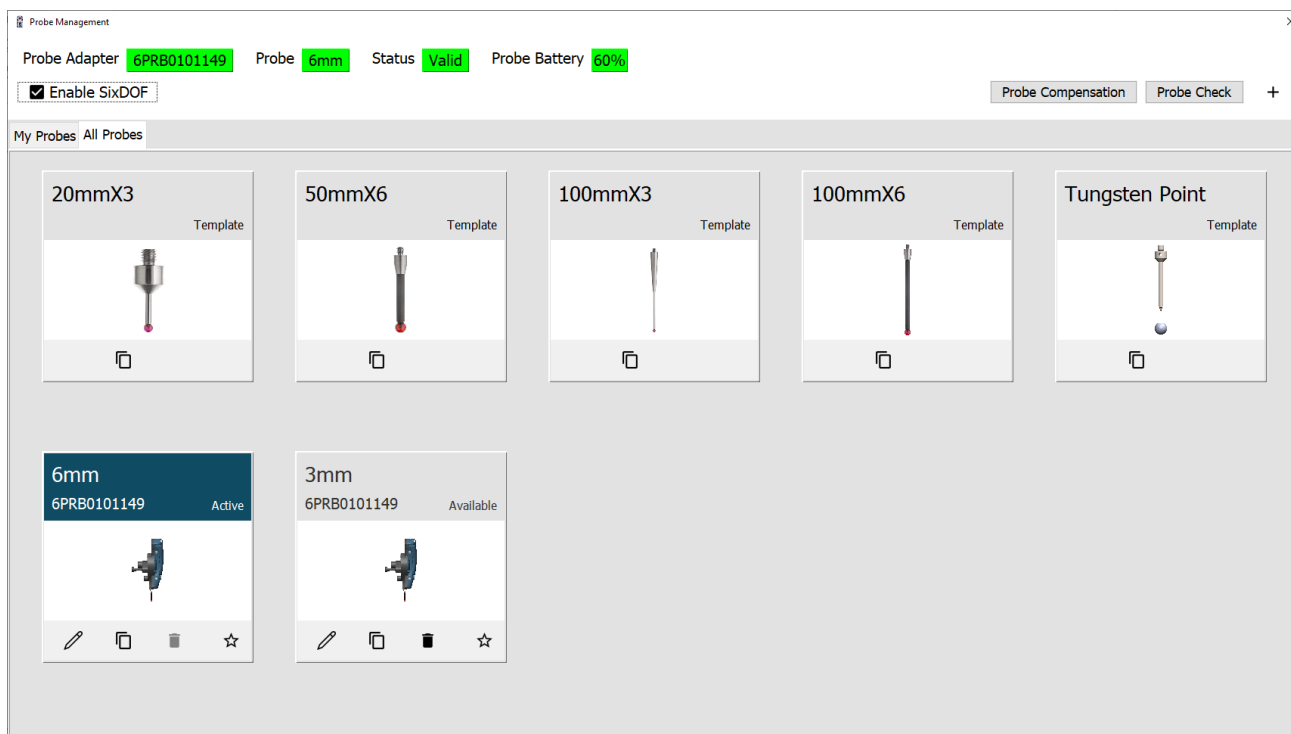 Probe Management
Probe Adapter 6PRB0101149 Probe 6mm Status Valid Probe Battery 60%
Enable SixDOF Probe Compensation Probe Check +
My Probes All Probes
20mmX3 50mmX6 100mmX3 100mmX6 Tungsten Point
Template Template Template Template Template
6mm 3mm
6PRB0101149 Active 6PRB0101149 Available